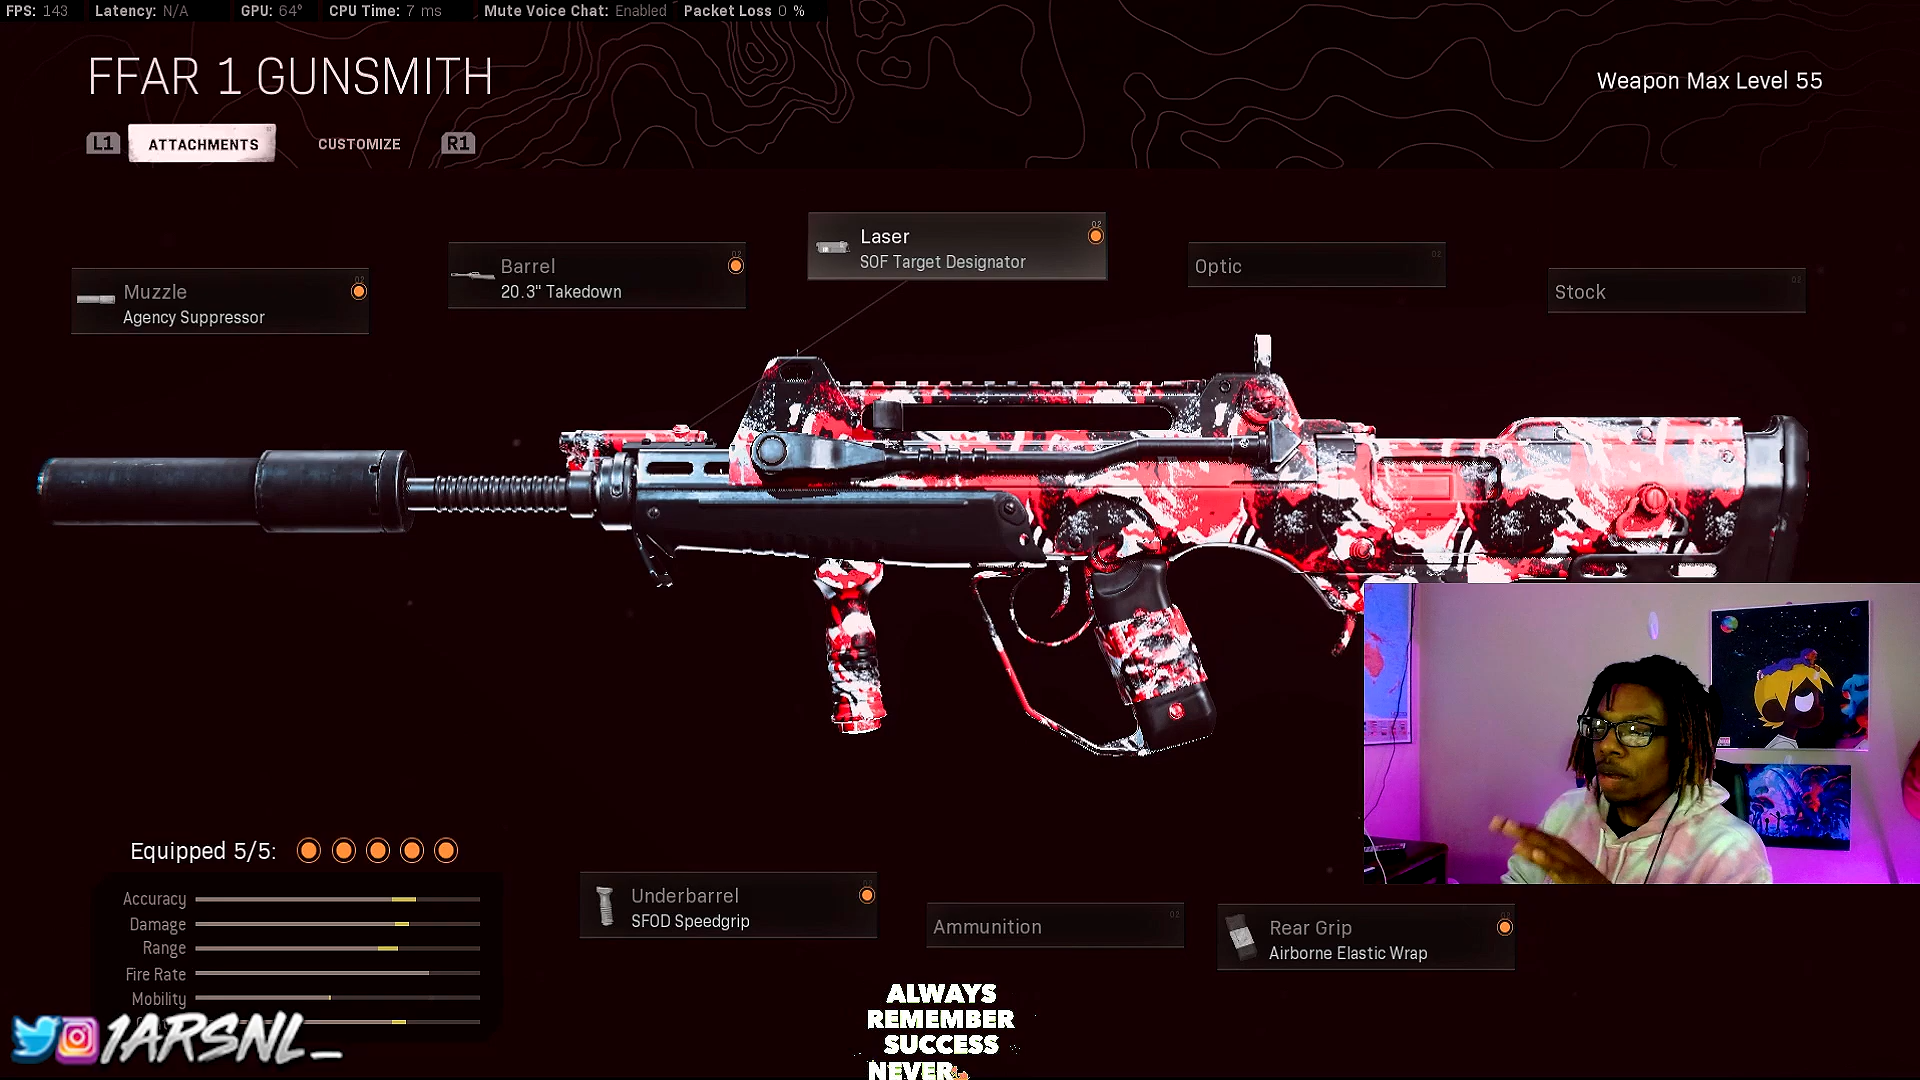 FPS: 143 Latency: N/A GPU: 64° CPU Time: 7 ms Mute Voice Chat: Enabled Packet Loss 0 %
FFAR 1 GUNSMITH
Weapon Max Level 55
L1 ATTACHMENTS CUSTOMIZE R1
Muzzle
Agency Suppressor
Barrel
20.3" Takedown
Laser
SOF Target Designator
Optic
Stock
Equipped 5/5:
Accuracy
Damage
Range
Fire Rate
Mobility
Underbarrel
SFOD Speedgrip
Ammunition
Rear Grip
Airborne Elastic Wrap
1ARSNL_
ALWAYS
REMEMBER
SUCCESS
NEVER